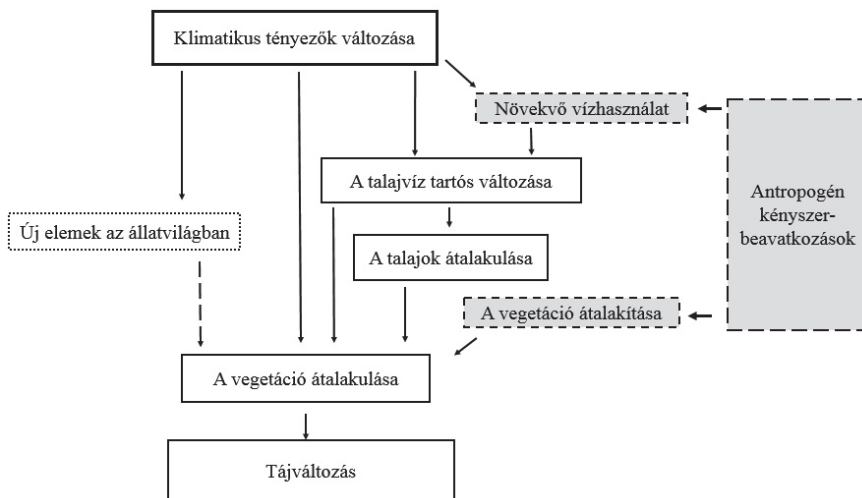 Klimatikus tényezők változása
Növekvő vízhasználat
A talajvíz tartós változása
Antropogén
kényszer-
beavatkozások
Új elemek az állatvilágban
A talajok átalakulása
A vegetáció átalakítása
A vegetáció átalakulása
Tájváltozás